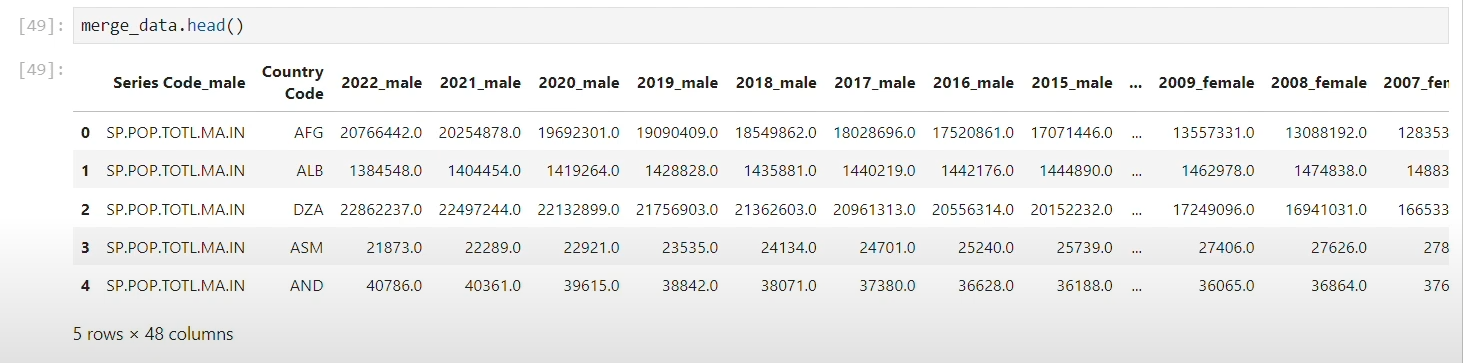 [49]: merge_data.head()
[49]:
Series Code_male Country Code 2022_male 2021_male 2020_male 2019_male 2018_male 2017_male 2016_male 2015_male ... 2009_female 2008_female 2007_fen
0 SP.POP.TOTL.MA.IN AFG 20766442.0 20254878.0 19692301.0 19090409.0 18549862.0 18028696.0 17520861.0 17071446.0 ... 13557331.0 13088192.0 128353
1 SP.POP.TOTL.MA.IN ALB 1384548.0 1404454.0 1419264.0 1428828.0 1435881.0 1440219.0 1442176.0 1444890.0 ... 1462978.0 1474838.0 14883
2 SP.POP.TOTL.MA.IN DZA 22862237.0 22497244.0 22132899.0 21756903.0 21362603.0 20961313.0 20556314.0 20152232.0 ... 17249096.0 16941031.0 166533
3 SP.POP.TOTL.MA.IN ASM 21873.0 22289.0 22921.0 23535.0 24134.0 24701.0 25240.0 25739.0 ... 27406.0 27626.0 278
4 SP.POP.TOTL.MA.IN AND 40786.0 40361.0 39615.0 38842.0 38071.0 37380.0 36628.0 36188.0 ... 36065.0 36864.0 376
5 rows × 48 columns